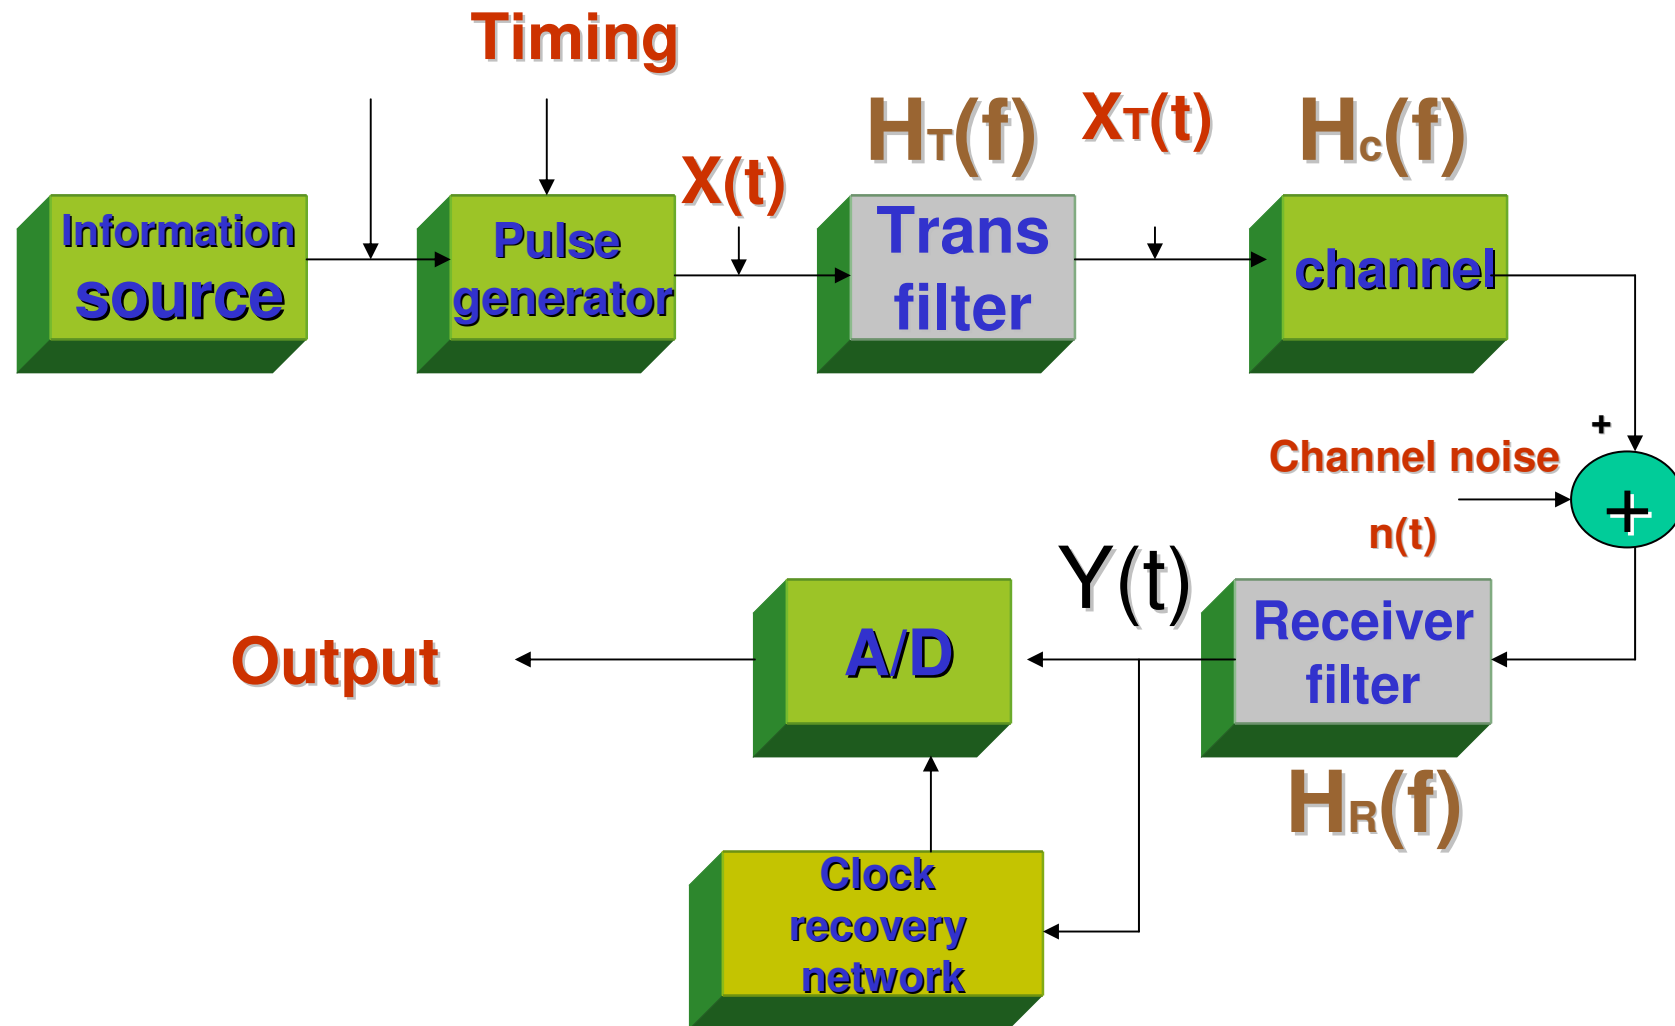 Timing
HT(f)
XT(t)
Hc(f)
X(t)
Information
source
Pulse
generator
Trans
filter
channel
+
Channel noise
n(t)
+
Y(t)
Receiver
filter
HR(f)
A/D
Output
Clock
recovery
network